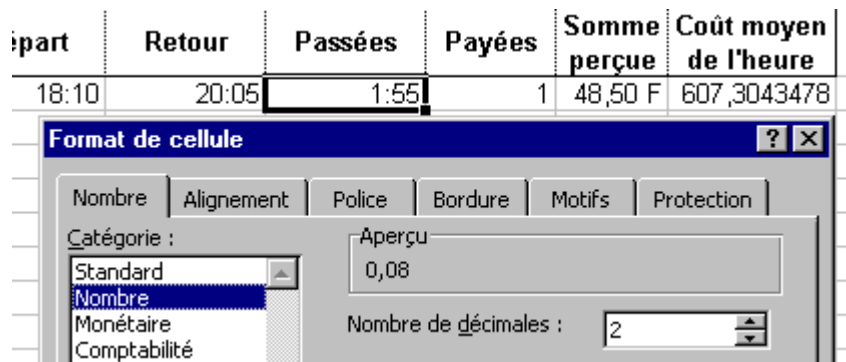 épart Retour Passées Payées Somme perçue Coût moyen de l'heure
18:10 20:05 1:55 1 48,50 F 607,3043478
Format de cellule ? ×
Nombre Alignement Police Bordure Motifs Protection
Catégorie :
Aperçu
Standard
0,08
Nombre
Monétaire
Nombre de décimales : 2
Comptabilité